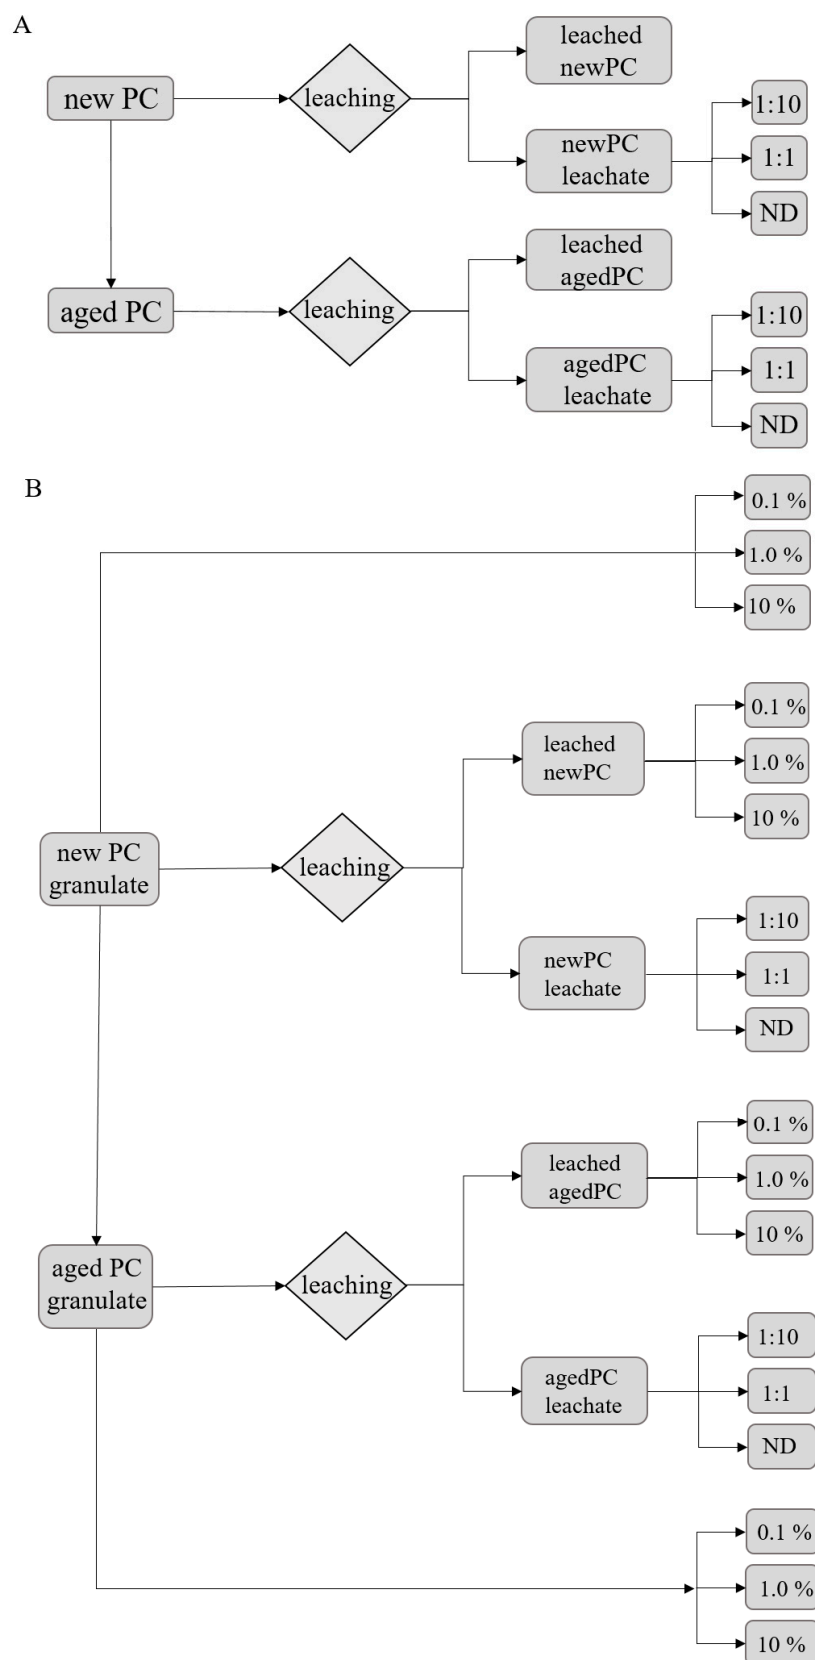 A
new PC
leaching
leached
newPC
newPC
leachate
1:10
1:1
ND
aged PC
leaching
leached
agedPC
agedPC
leachate
1:10
1:1
ND
B
0.1 %
1.0 %
10 %
new PC
granulate
leaching
leached
newPC
0.1 %
1.0 %
10 %
newPC
leachate
1:10
1:1
ND
aged PC
granulate
leaching
leached
agedPC
0.1 %
1.0 %
10 %
agedPC
leachate
1:10
1:1
ND
0.1 %
1.0 %
10 %